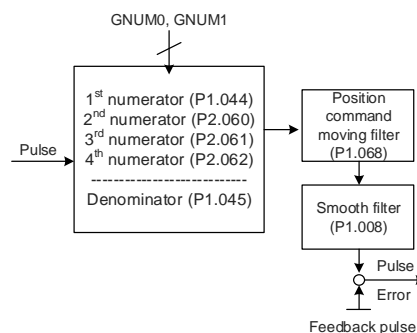 GNUM0, GNUM1
1st numerator (P1.044)
2nd numerator (P2.060)
3rd numerator (P2.061)
4th numerator (P2.062)
Denominator (P1.045)
Pulse
Position
command
moving filter
(P1.068)
Smooth filter
(P1.008)
Pulse
Error
Feedback pulse